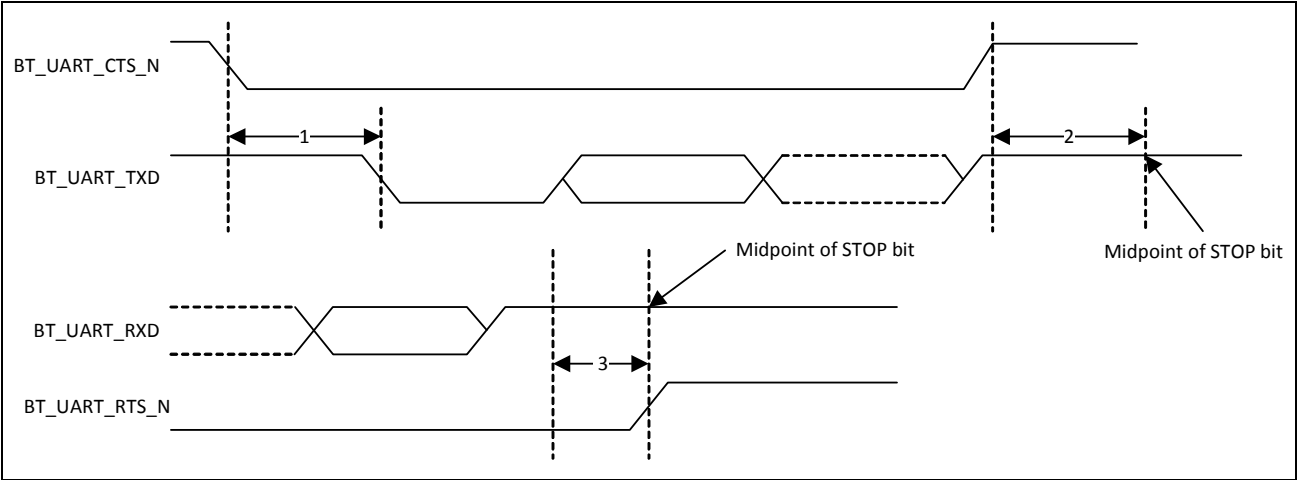 BT_UART_CTS_N
1
2
BT_UART_TXD
Midpoint of STOP bit
Midpoint of STOP bit
BT_UART_RXD
3
BT_UART_RTS_N